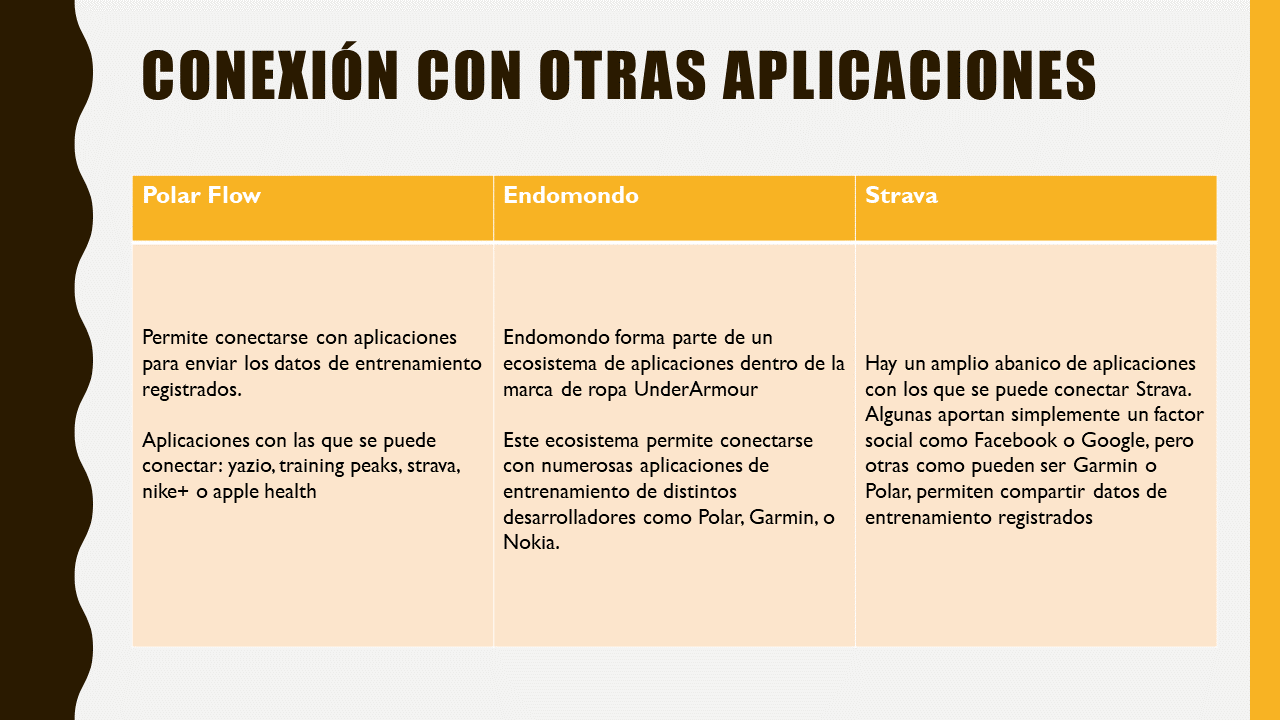 CONEXIÓN CON OTRAS APLICACIONES
Polar Flow
Endomondo
Strava
Permite conectarse con aplicaciones
para enviar los datos de entrenamiento
registrados.
Aplicaciones con las que se puede
conectar: yazio, training peaks, strava,
nike+ o apple health
Endomondo forma parte de un
ecosistema de aplicaciones dentro de la
marca de ropa UnderArmour
Este ecosistema permite conectarse
con numerosas aplicaciones de
entrenamiento de distintos
desarrolladores como Polar, Garmin, o
Nokia.
Hay un amplio abanico de aplicaciones
con los que se puede conectar Strava.
Algunas aportan simplemente un factor
social como Facebook o Google, pero
otras como pueden ser Garmin o
Polar, permiten compartir datos de
entrenamiento registrados